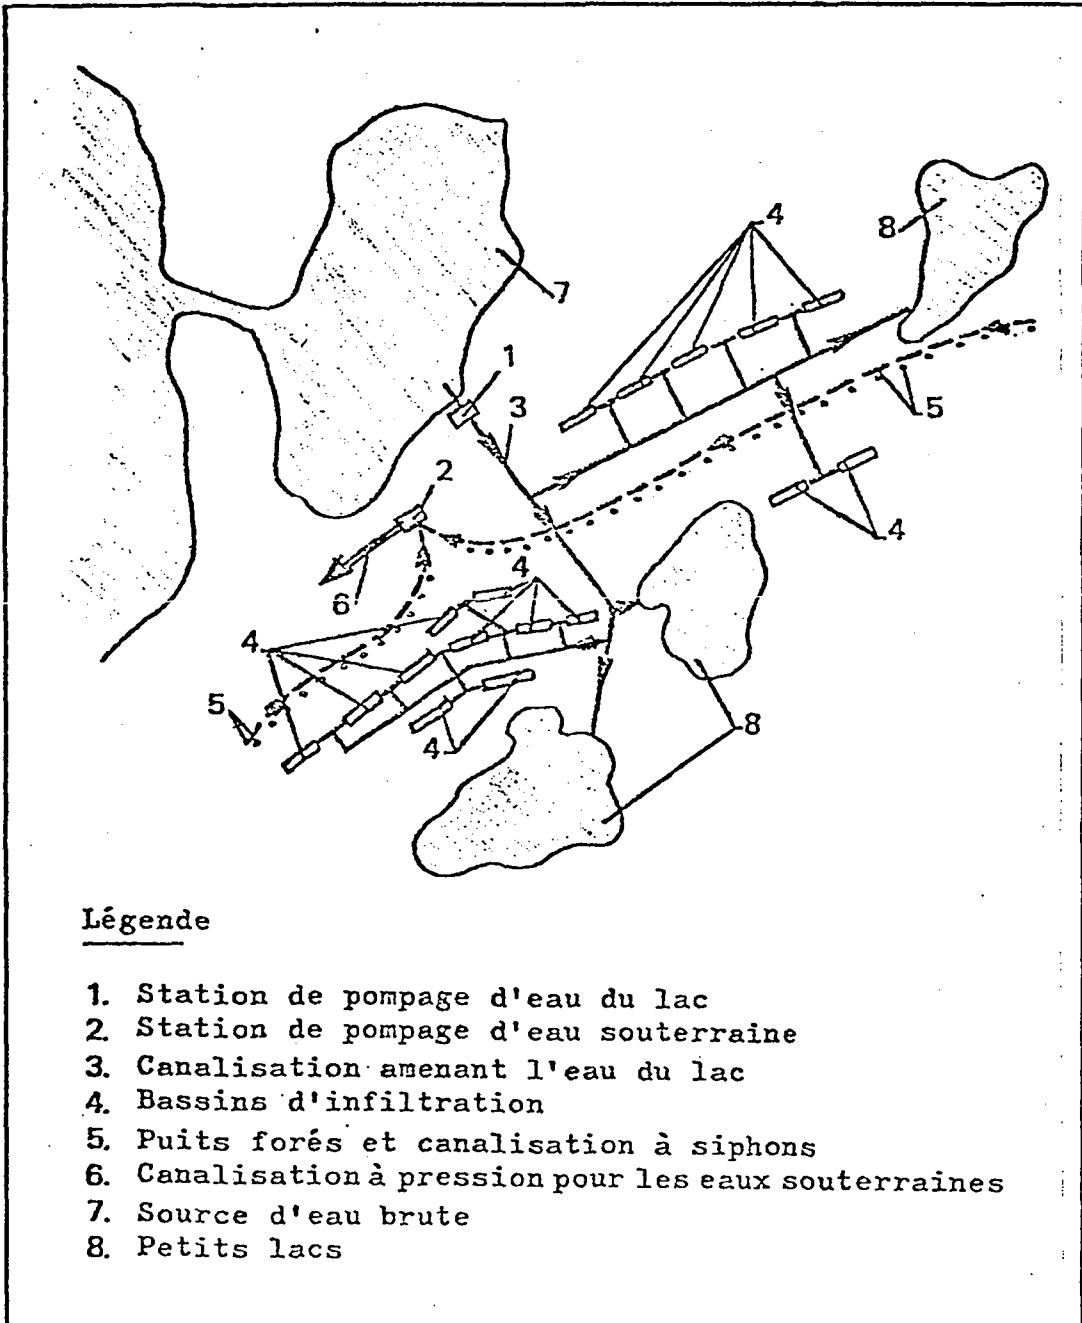 4
8
7
1
3
5
2
4
4
6
4
5
4
8
Légende
1. Station de pompage d'eau du lac
2. Station de pompage d'eau souterraine
3. Canalisation amenant l'eau du lac
4. Bassins d'infiltration
5. Puits forés et canalisation à siphons
6. Canalisation à pression pour les eaux souterraines
7. Source d'eau brute
8. Petits lacs